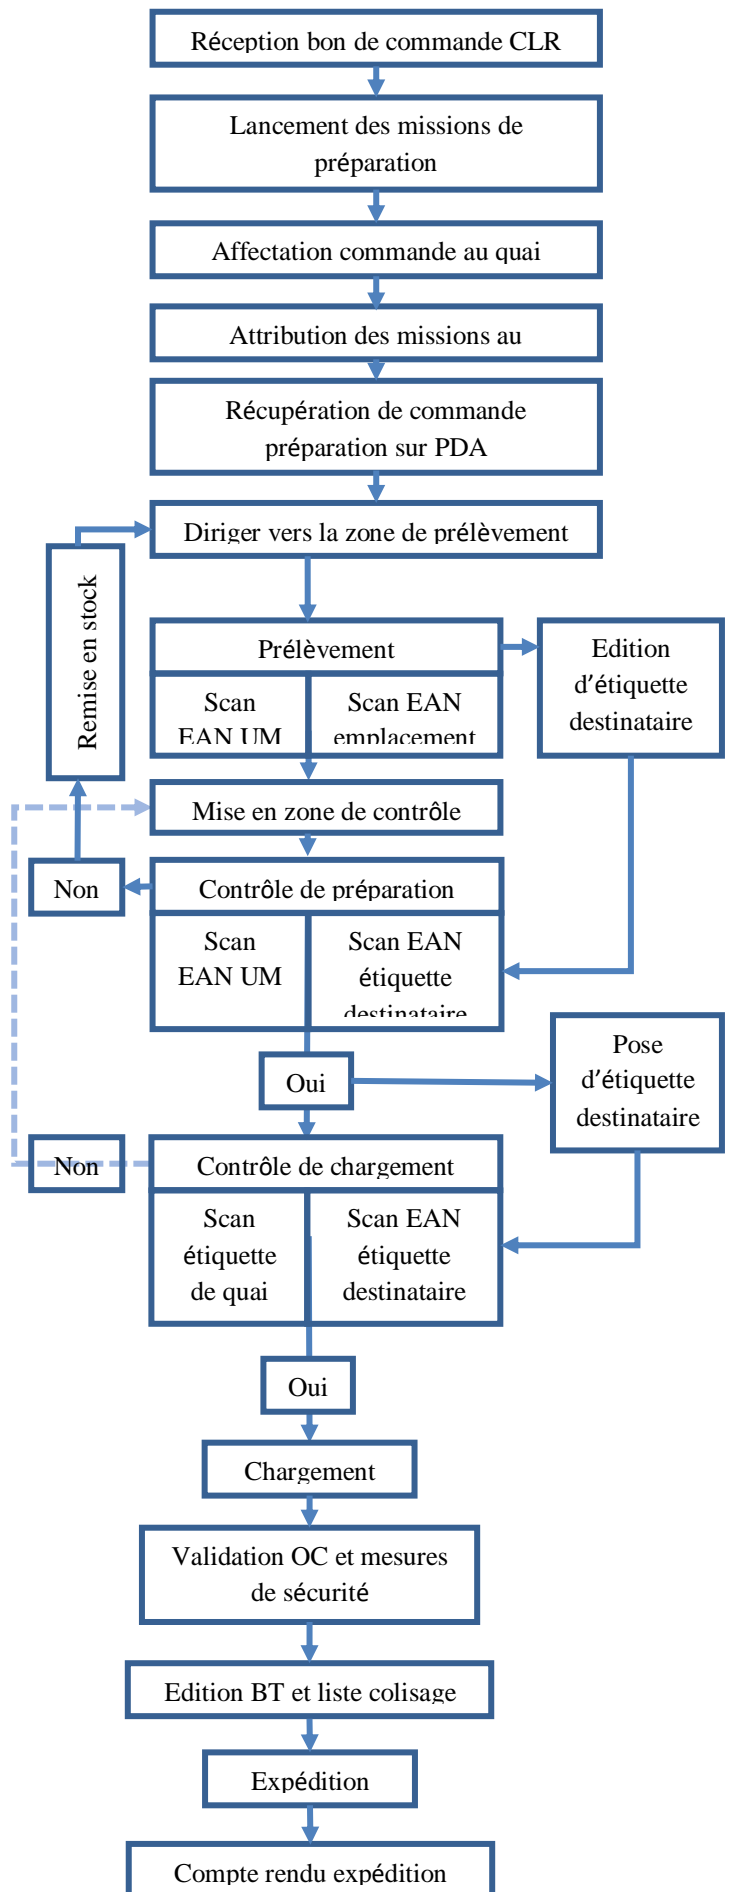 Réception bon de commande CLR
Lancement des missions de
préparation
Affectation commande au quai
Attribution des missions au
Récupération de commande
préparation sur PDA
Diriger vers la zone de prélèvement
Remise en stock
Prélèvement
Scan
EAN UM
Scan EAN
emplacement
Edition
d’étiquette
destinataire
Mise en zone de contrôle
Non
Contrôle de préparation
Scan
EAN UM
Scan EAN
étiquette
destinataire
Oui
Pose
d’étiquette
destinataire
Non
Contrôle de chargement
Scan
étiquette
de quai
Scan EAN
étiquette
destinataire
Oui
Chargement
Validation OC et mesures
de sécurité
Edition BT et liste colisage
Expédition
Compte rendu expédition